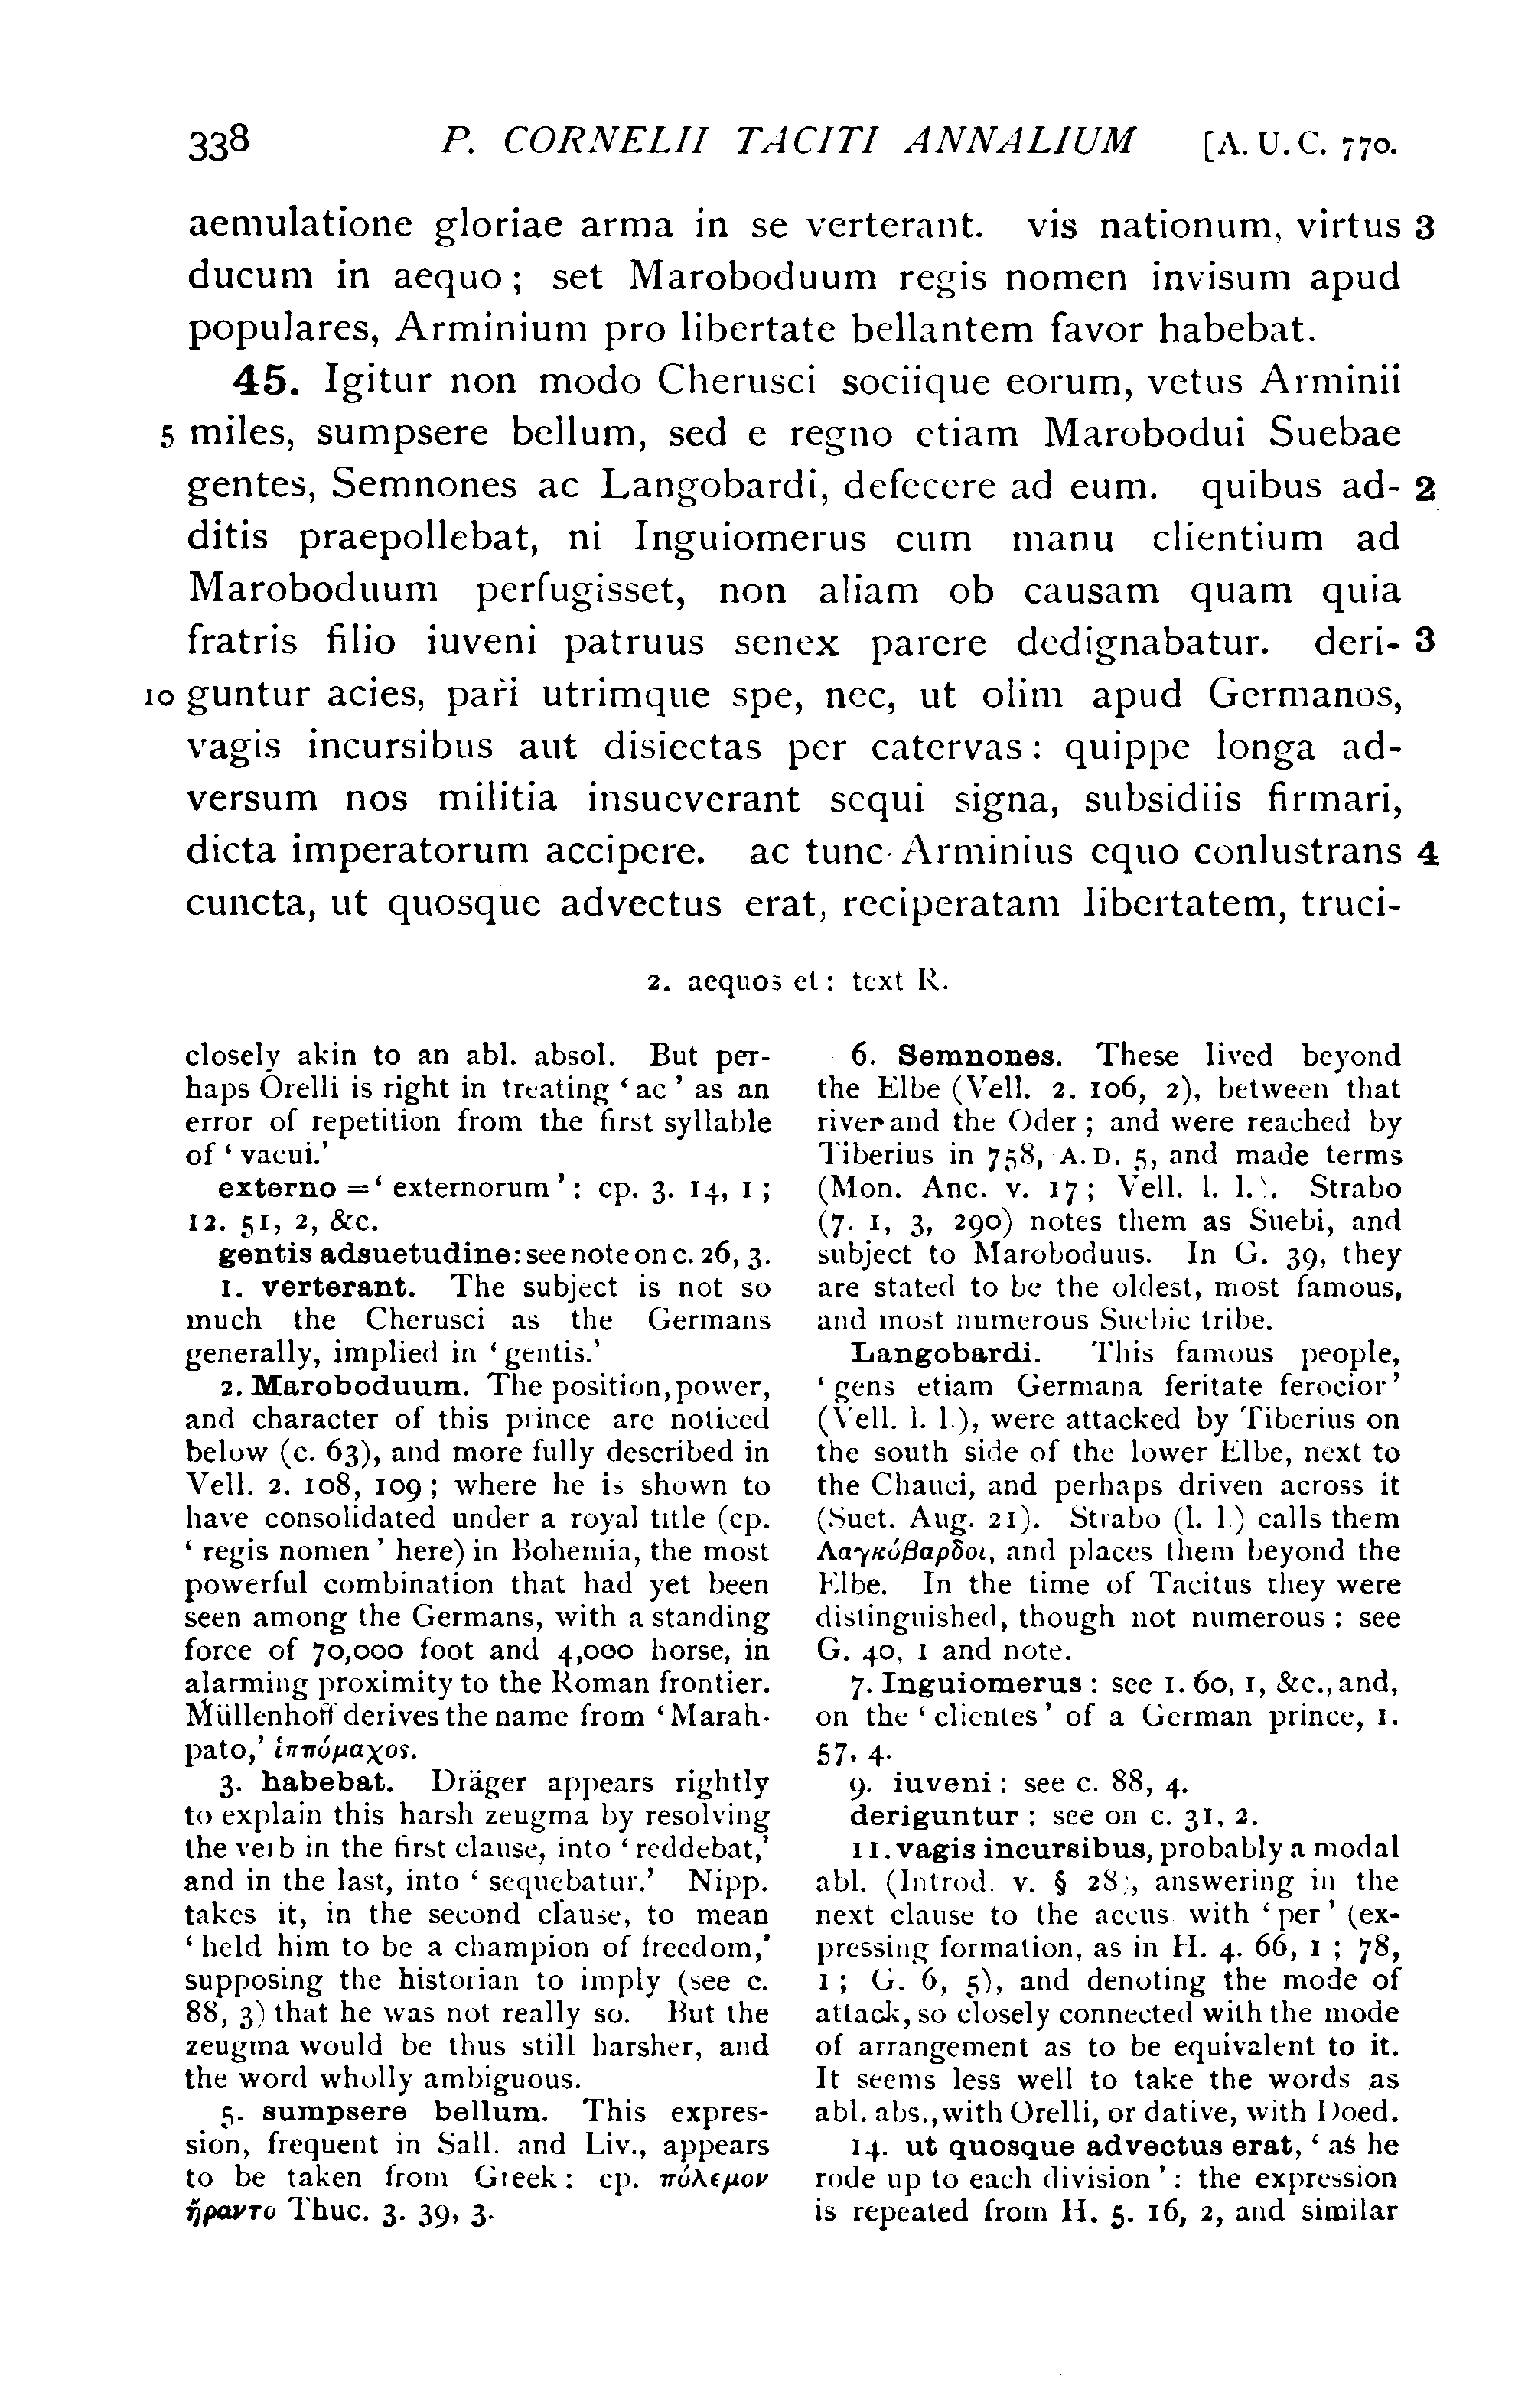 338 P. CORNELII TACITI ANNALIUM [A. U. C. 770.
aemulatione gloriae arma in se verterant. vis nationum, virtus 3
ducum in aequo; set Maroboduum regis nomen invisum apud
populares, Arminium pro libertate bellantem favor habebat.
45. Igitur non modo Cherusci sociique eorum, vetus Arminii
5 miles, sumpsere bellum, sed e regno etiam Marobodui Suebae
gentes, Semnones ac Langobardi, defecere ad eum. quibus ad- 2
ditis praepollebat, ni Inguiomerus cum manu clientium ad
Maroboduum perfugisset, non aliam ob causam quam quia
fratris filio iuveni patruus senex parere dedignabatur. deri- 3
10 guntur acies, pari utrimque spe, nec, ut olim apud Germanos,
vagis incursibus aut disiectas per catervas: quippe longa ad-
versum nos militia insueverant sequi signa, subsidiis firmari,
dicta imperatorum accipere. ac tunc Arminius equo conlustrans 4
cuncta, ut quosque advectus erat, reciperatam libertatem, truci-
2. aequos et: text R.
closely akin to an abl. absol. But per-
haps Orelli is right in treating ‘ac’ as an
error of repetition from the first syllable
of ‘vacui.’
externo =‘externorum’: cp. 3. 14, 1;
12. 51, 2, &c.
gentis adsuetudine: see note on c. 26, 3.
1. verterant. The subject is not so
much the Cherusci as the Germans
generally, implied in ‘gentis.’
2. Maroboduum. The position, power,
and character of this prince are noticed
below (c. 63), and more fully described in
Vell. 2. 108, 109; where he is shown to
have consolidated under a royal title (cp.
‘regis nomen’ here) in Bohemia, the most
powerful combination that had yet been
seen among the Germans, with a standing
force of 70,000 foot and 4,000 horse, in
alarming proximity to the Roman frontier.
Müllenhoff derives the name from ‘Marah-
pato,’ ἱππόμαχος.
3. habebat. Dräger appears rightly
to explain this harsh zeugma by resolving
the verb in the first clause, into ‘reddebat,’
and in the last, into ‘sequebatur.’ Nipp.
takes it, in the second clause, to mean
‘held him to be a champion of freedom,’
supposing the historian to imply (see c.
88, 3) that he was not really so. But the
zeugma would be thus still harsher, and
the word wholly ambiguous.
5. sumpsere bellum. This expres-
sion, frequent in Sall. and Liv., appears
to be taken from Greek: cp. πόλεμον
ἤραντο Thuc. 3. 39, 3.
6. Semnones. These lived beyond
the Elbe (Vell. 2. 106, 2), between that
river and the Oder; and were reached by
Tiberius in 758, A.D. 5, and made terms
(Mon. Anc. v. 17; Vell. l. l.). Strabo
(7. 1, 3, 290) notes them as Suebi, and
subject to Maroboduus. In G. 39, they
are stated to be the oldest, most famous,
and most numerous Suebic tribe.
Langobardi. This famous people,
‘gens etiam Germana feritate ferocior’
(Vell. l. l.), were attacked by Tiberius on
the south side of the lower Elbe, next to
the Chauci, and perhaps driven across it
(Suet. Aug. 21). Strabo (l. l.) calls them
Λαγκόβαρδοι, and places them beyond the
Elbe. In the time of Tacitus they were
distinguished, though not numerous: see
G. 40, 1 and note.
7. Inguiomerus: see 1. 60, 1, &c., and,
on the ‘clientes’ of a German prince, 1.
57, 4.
9. iuveni: see c. 88, 4.
deriguntur: see on c. 31, 2.
11. vagis incursibus, probably a modal
abl. (Introd. v. § 28), answering in the
next clause to the accus with ‘per’ (ex-
pressing formation, as in H. 4. 66, 1; 78,
1; G. 6, 5), and denoting the mode of
attack, so closely connected with the mode
of arrangement as to be equivalent to it.
It seems less well to take the words as
abl. abs., with Orelli, or dative, with Doed.
14. ut quosque advectus erat, ‘as he
rode up to each division’: the expression
is repeated from H. 5. 16, 2, and similar